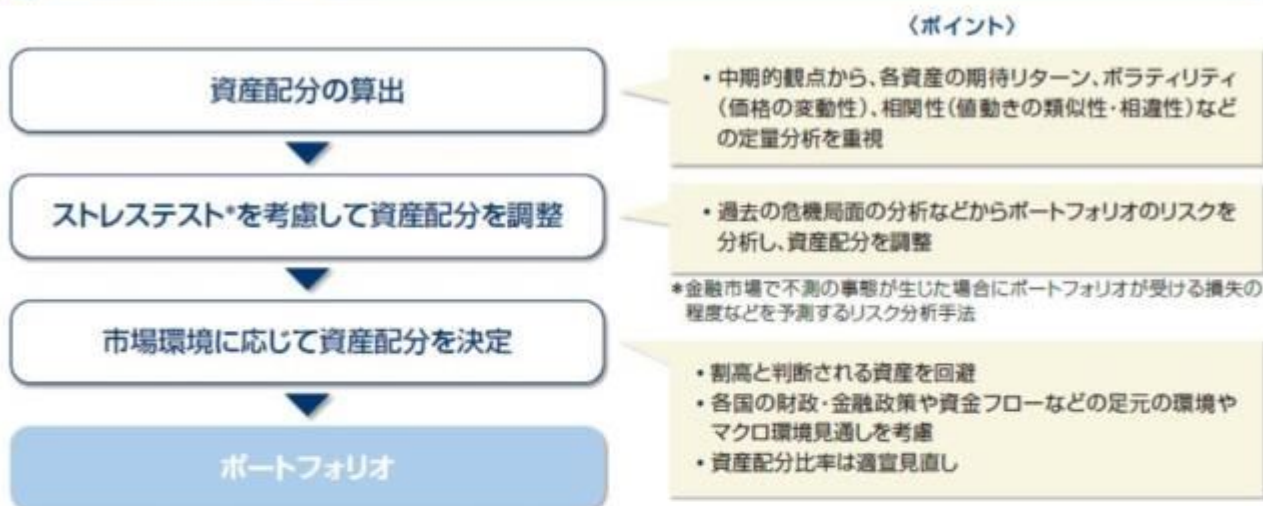 〈ポイント〉
資産配分の算出
・中期的観点から、各資産の期待リターン、ボラティリティ
(価格の変動性)、相関性(値動きの類似性・相違性)など
の定量分析を重視
ストレステスト*を考慮して資産配分を調整
・過去の危機局面の分析などからポートフォリオのリスクを
分析し、資産配分を調整
*金融市場で不測の事態が生じた場合にポートフォリオが受ける損失の
程度などを予測するリスク分析手法
市場環境に応じて資産配分を決定
・割高と判断される資産を回避
・各国の財政・金融政策や資金フローなどの足元の環境や
マクロ環境見通しを考慮
・資産配分比率は適宜見直し
ポートフォリオ